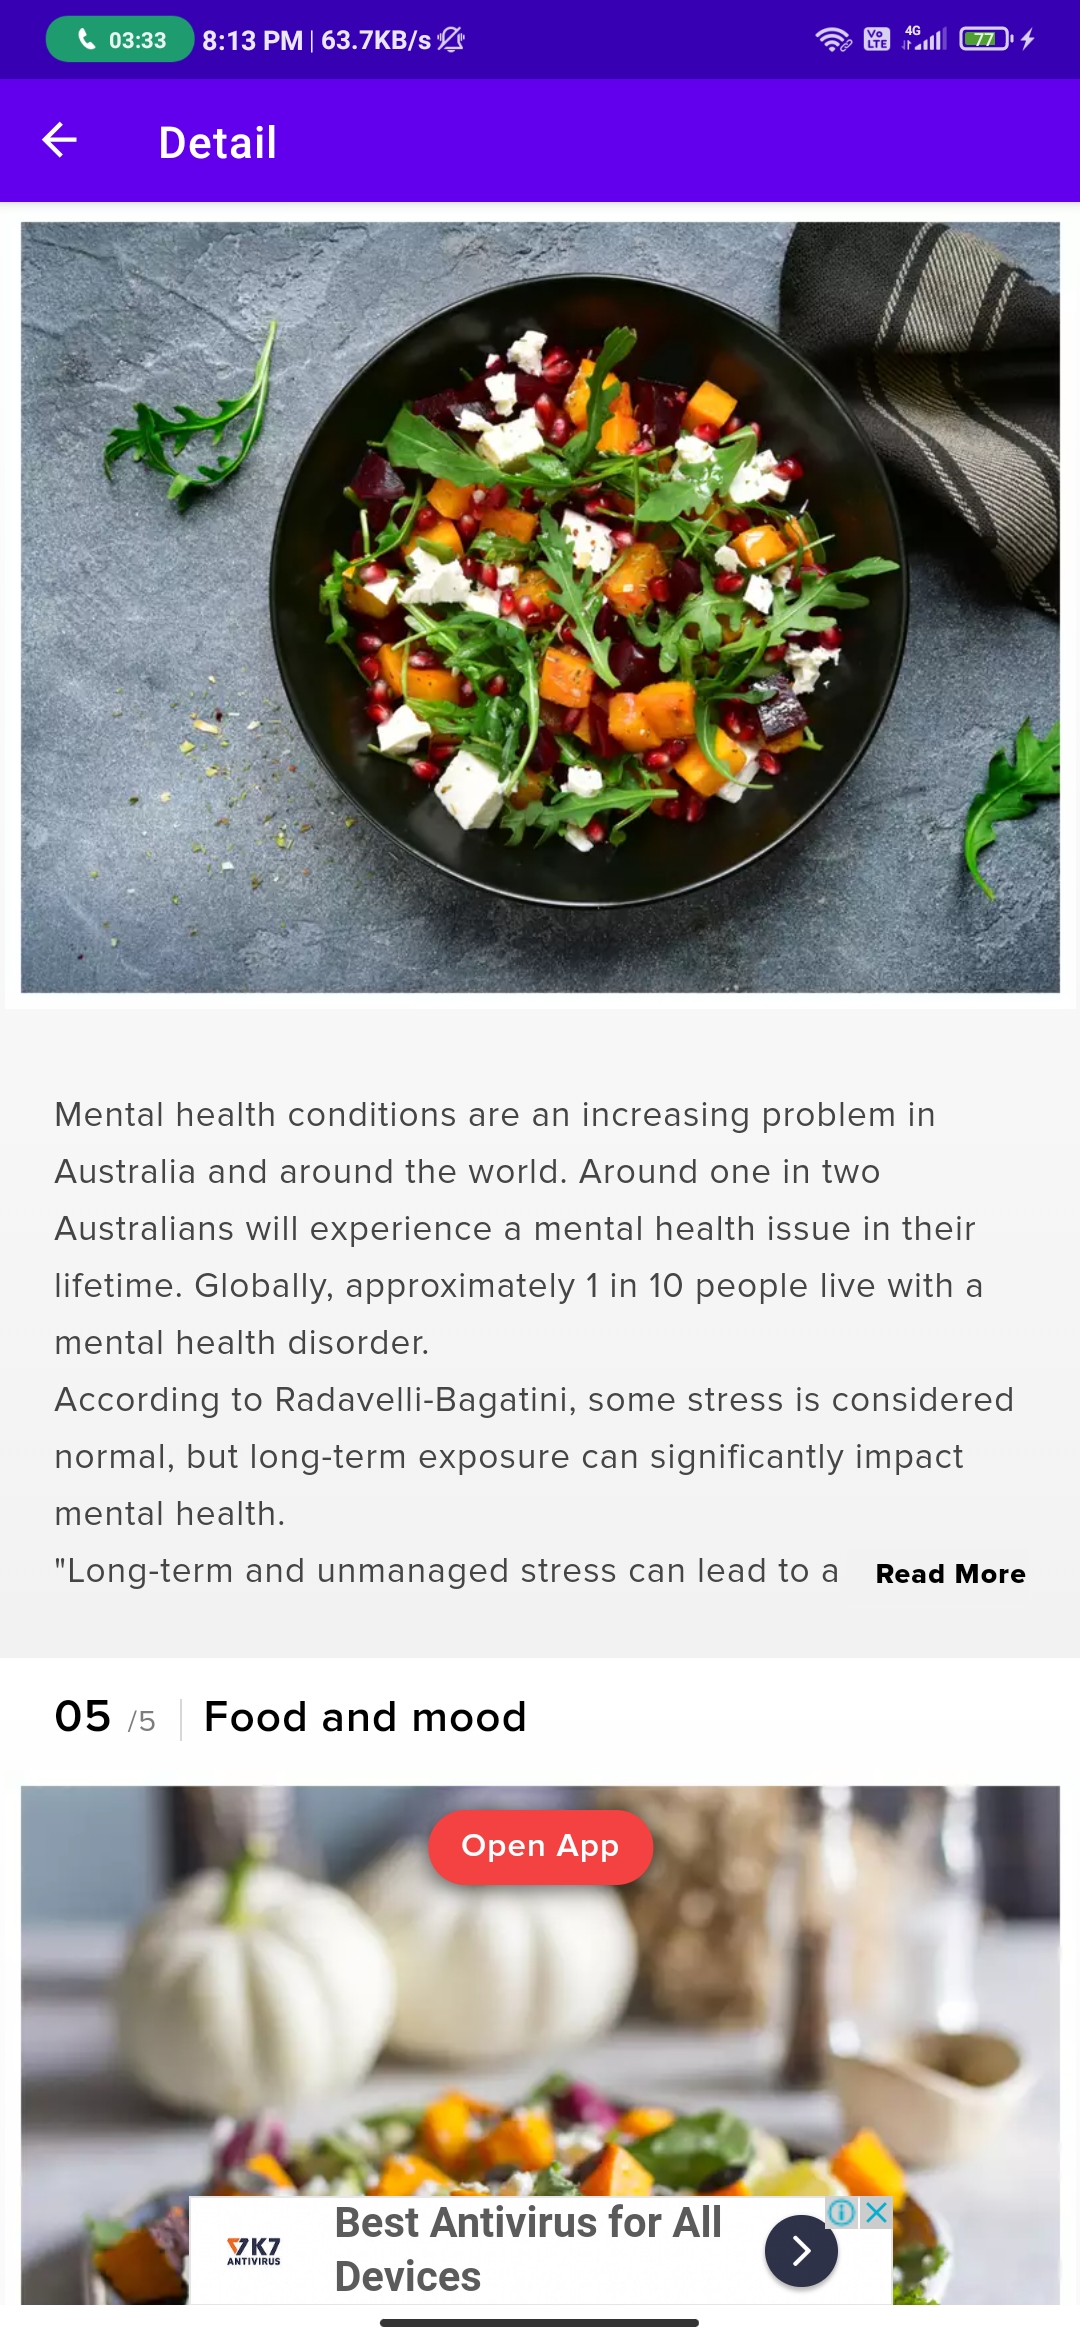 03:33 8:13 PM | 63.7KB/s Vo LTE 4G 77
Detail
Mental health conditions are an increasing problem in
Australia and around the world. Around one in two
Australians will experience a mental health issue in their
lifetime. Globally, approximately 1 in 10 people live with a
mental health disorder.
According to Radavelli-Bagatini, some stress is considered
normal, but long-term exposure can significantly impact
mental health.
"Long-term and unmanaged stress can lead to a Read More
05 /5 | Food and mood
Open App
Best Antivirus for All
Devices
K7
ANTIVIRUS